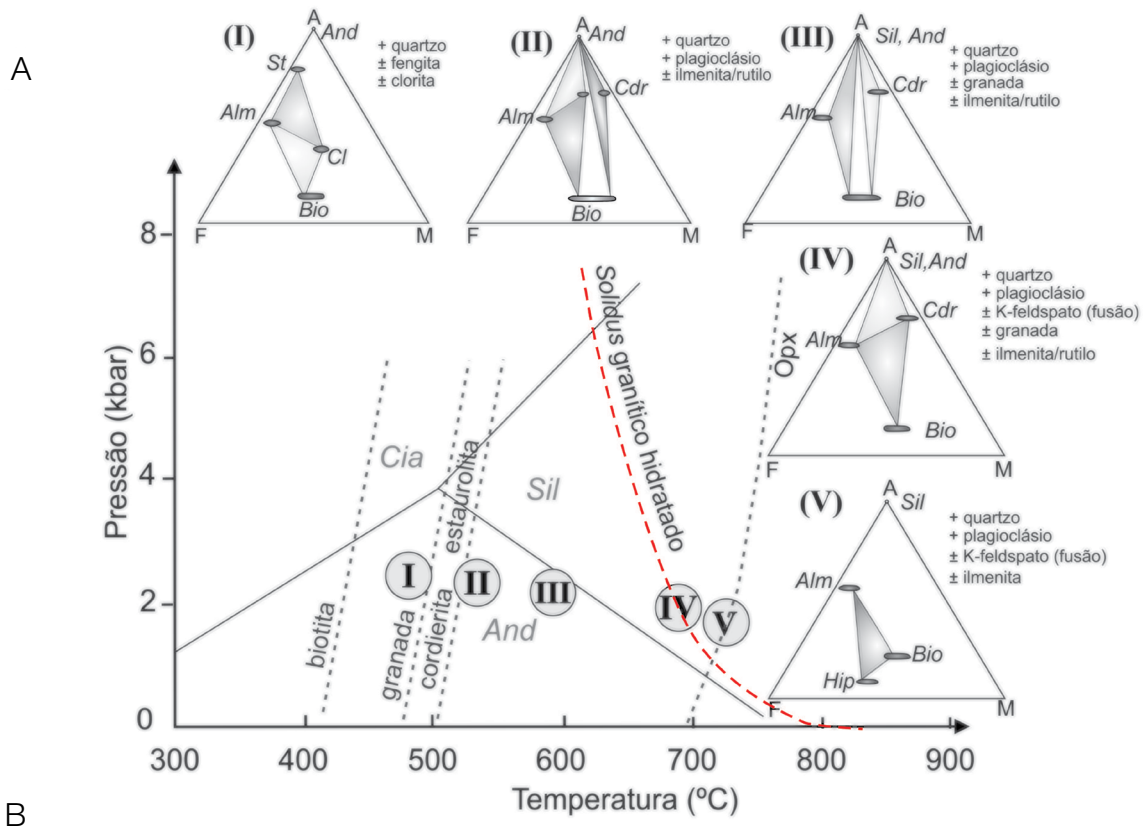 A
(I)
A
And
St
Alm
Cl
Bio
F
M
+ quartzo
± fengita
± clorita
(II)
A
And
Cdr
Alm
Bio
F
M
+ quartzo
+ plagioclásio
± ilmenita/rutilo
(III)
A
Sil, And
Cdr
Alm
Bio
F
M
+ quartzo
+ plagioclásio
± granada
± ilmenita/rutilo
(IV)
A
Sil,And
Cdr
Alm
Bio
F
M
+ quartzo
+ plagioclásio
± K-feldspato (fusão)
± granada
± ilmenita/rutilo
(V)
A
Sil
Alm
Bio
Hip
F
M
+ quartzo
+ plagioclásio
± K-feldspato (fusão)
± ilmenita
Pressão (kbar)
8
6
4
2
0
Solidus granítico hidratado
Opx
Cia
Sil
And
estaurolita
biotita
granada
cordierita
I
II
III
IV
V
300
400
500
600
700
800
900
Temperatura (ºC)
B